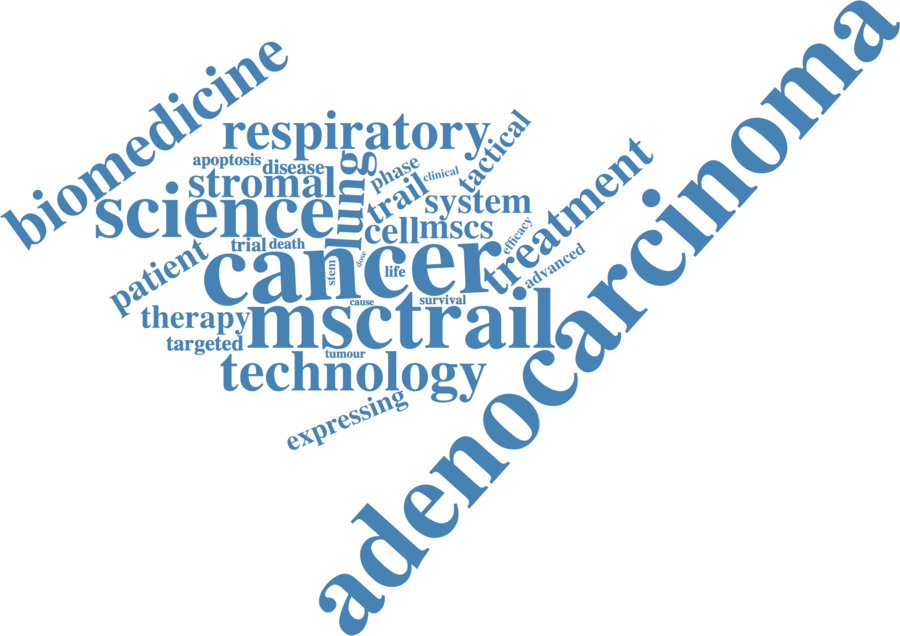 biomedicine
respiratory
tactical
apoptosis
disease
phase
clinical
stromal
lung
trail
system
treatment
science
cell
mscs
efficacy
trial
death
patient
cancer
stem
dose
life
advanced
cause
survival
therapy
msctrail
targeted
tumour
technology
expressing
adenocarcinoma